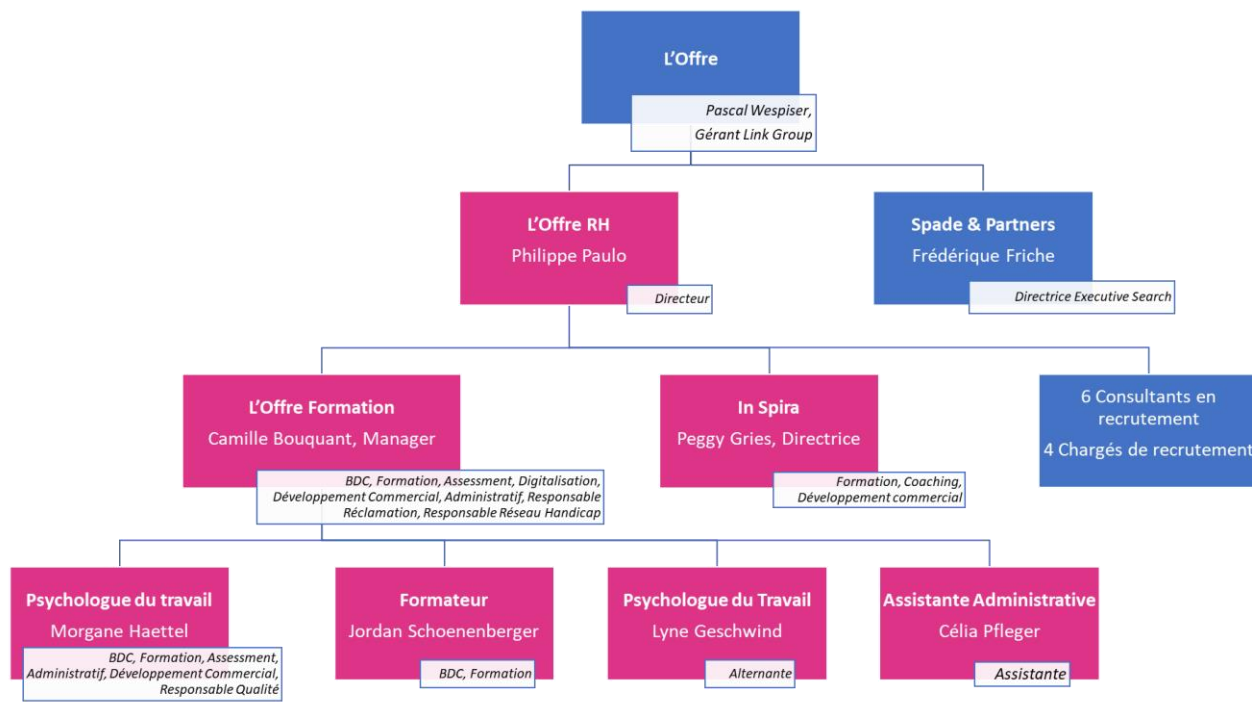 L'Offre
Pascal Wespiser,
Gérant Link Group
L'Offre RH
Philippe Paulo
Directeur
Spade & Partners
Frédérique Friche
Directrice Executive Search
L'Offre Formation
Camille Bouquant, Manager
BDC, Formation, Assessment, Digitalisation,
Développement Commercial, Administratif, Responsable
Réclamation, Responsable Réseau Handicap
In Spira
Peggy Gries, Directrice
Formation, Coaching,
Développement commercial
6 Consultants en
recrutement
4 Chargés de recrutement
Psychologue du travail
Morgane Haettel
BDC, Formation, Assessment,
Administratif, Développement Commercial,
Responsable Qualité
Formateur
Jordan Schoenenberger
BDC, Formation
Psychologue du Travail
Lyne Geschwind
Alternante
Assistante Administrative
Célia Pfleger
Assistante